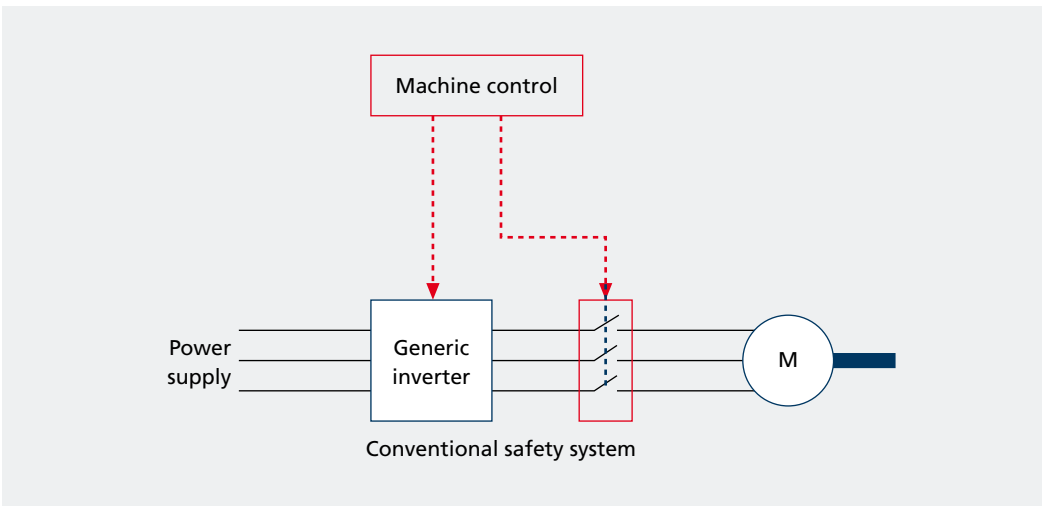 Machine control
Power
supply
Generic
inverter
M
Conventional safety system